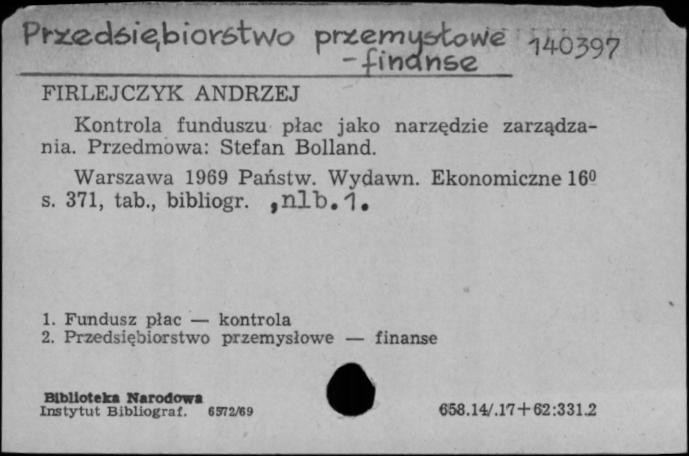 Przedsiębiorstwo przemysłowe 140397
- finanse
FIRLEJCZYK ANDRZEJ
Kontrola funduszu płac jako narzędzie zarządza-
nia. Przedmowa: Stefan Bolland.
Warszawa 1969 Państw. Wydawn. Ekonomiczne 16º
s. 371, tab., bibliogr. , nlb. 1.
1. Fundusz płac — kontrola
2. Przedsiębiorstwo przemysłowe — finanse
Biblioteka Narodowa
Instytut Bibliograf. 6572/69 658.14/.17+62:331.2